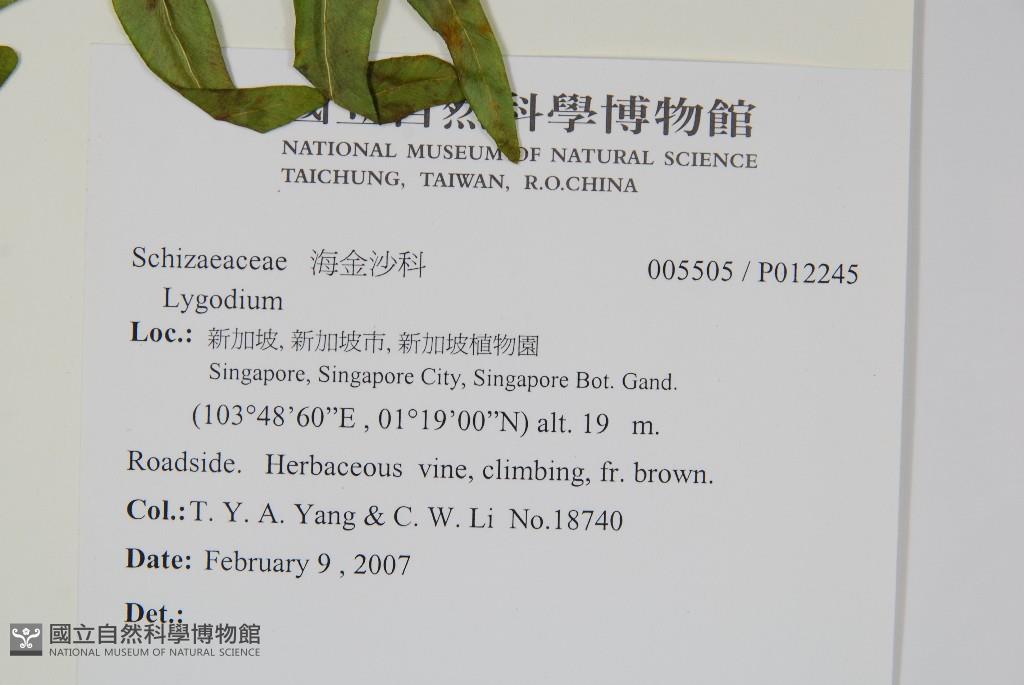 國立自然科學博物館
NATIONAL MUSEUM OF NATURAL SCIENCE
TAICHUNG, TAIWAN, R.O.CHINA
Schizaeaceae 海金沙科 005505 / P012245
Lygodium
Loc.: 新加坡, 新加坡市, 新加坡植物園
Singapore, Singapore City, Singapore Bot. Gand.
(103°48’60”E , 01°19’00”N) alt. 19 m.
Roadside. Herbaceous vine, climbing, fr. brown.
Col.: T. Y. A. Yang & C. W. Li No.18740
Date: February 9 , 2007
Det.:
國立自然科學博物館
NATIONAL MUSEUM OF NATURAL SCIENCE